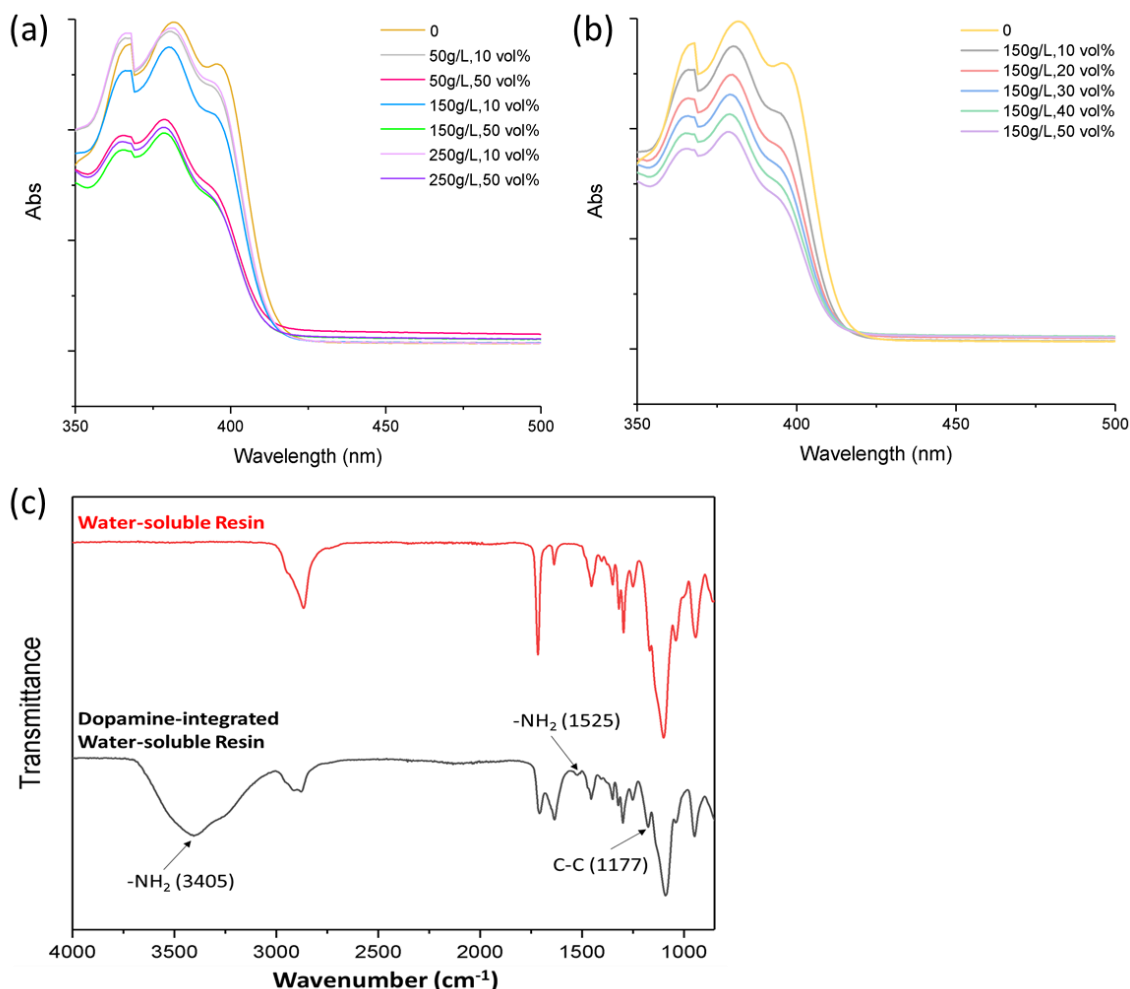 (a)
0
50g/L,10 vol%
50g/L,50 vol%
150g/L,10 vol%
150g/L,50 vol%
250g/L,10 vol%
250g/L,50 vol%
Abs
350
400
450
500
Wavelength (nm)
(b)
0
150g/L,10 vol%
150g/L,20 vol%
150g/L,30 vol%
150g/L,40 vol%
150g/L,50 vol%
Abs
350
400
450
500
Wavelength (nm)
(c)
Water-soluble Resin
Dopamine-integrated
Water-soluble Resin
-NH₂ (1525)
C-C (1177)
-NH₂ (3405)
Transmittance
4000
3500
3000
2500
2000
1500
1000
Wavenumber (cm⁻¹)